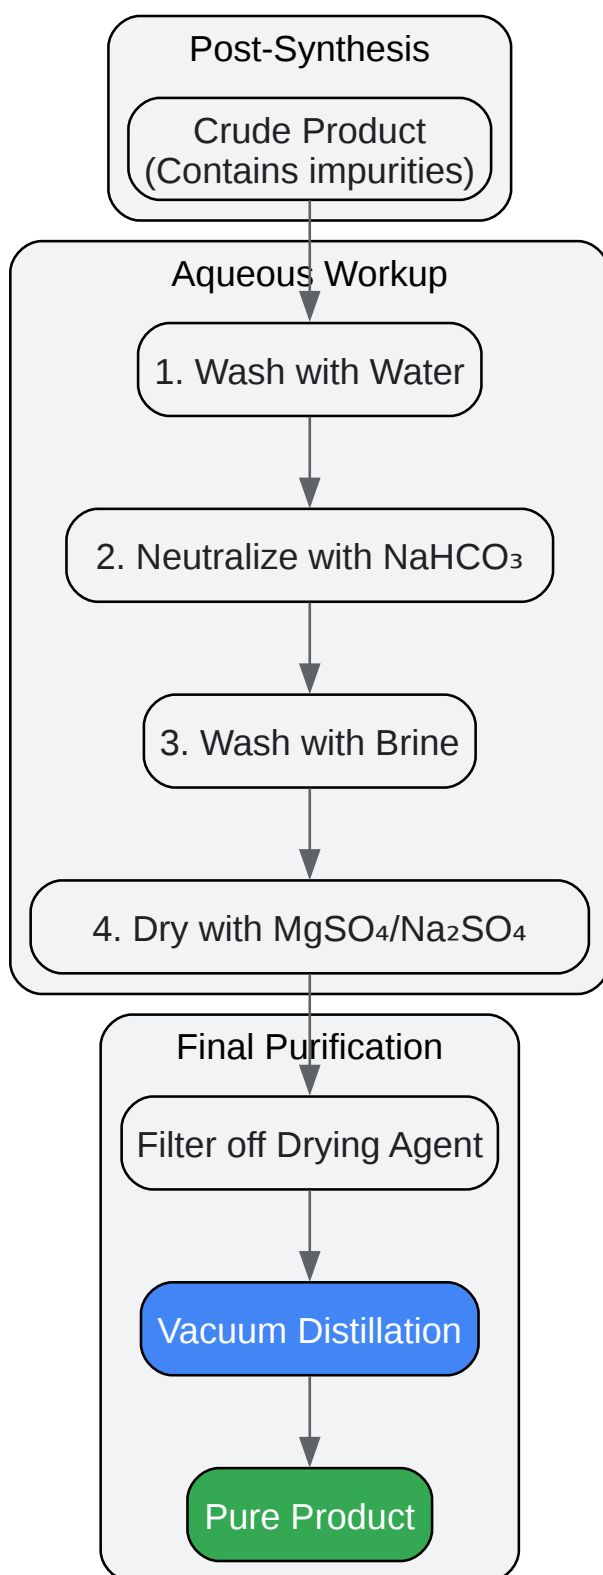 Post-Synthesis
Crude Product
(Contains impurities)
Aqueous Workup
1. Wash with Water
2. Neutralize with NaHCO₃
3. Wash with Brine
4. Dry with MgSO₄/Na₂SO₄
Final Purification
Filter off Drying Agent
Vacuum Distillation
Pure Product